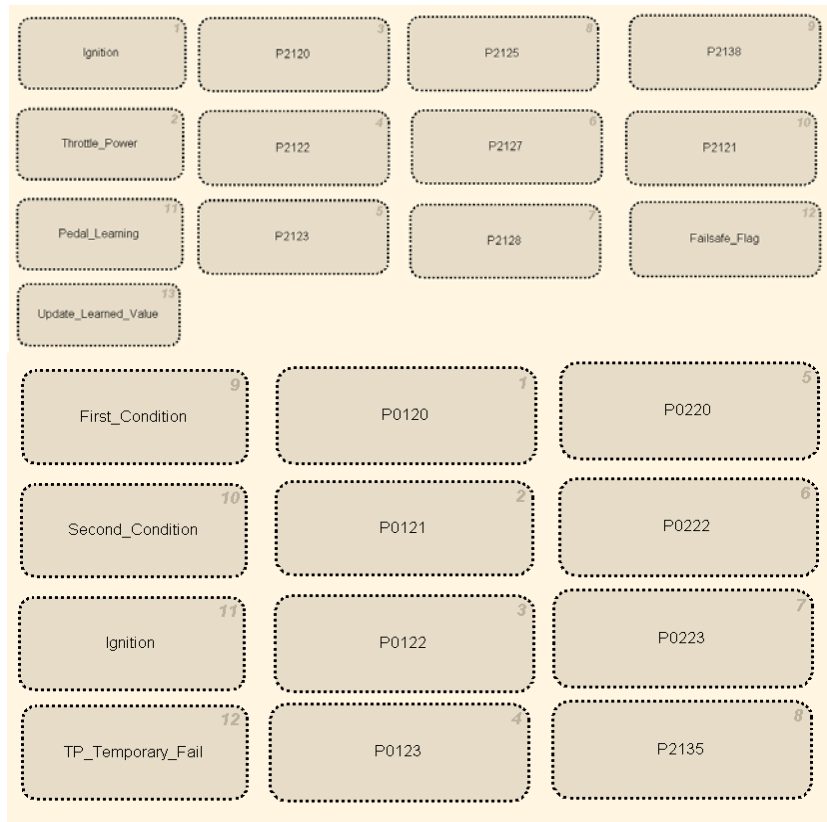 1 3 8 9
Ignition P2120 P2125 P2138
2 4 6 10
Throttle_Power P2122 P2127 P2121
11 5 7 12
Pedal_Learning P2123 P2128 Failsafe_Flag
13
Update_Learned_Value
9 1 5
First_Condition P0120 P0220
10 2 6
Second_Condition P0121 P0222
11 3 7
Ignition P0122 P0223
12 4 8
TP_Temporary_Fail P0123 P2135